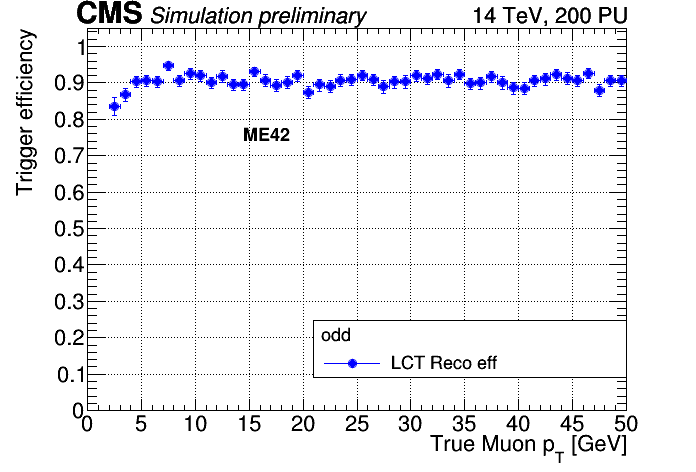 CMS Simulation preliminary 14 TeV, 200 PU
Trigger efficiency
1
0.9
0.8
0.7
0.6
0.5
0.4
0.3
0.2
0.1
0
ME42
odd
LCT Reco eff
0 5 10 15 20 25 30 35 40 45 50
True Muon p_T [GeV]